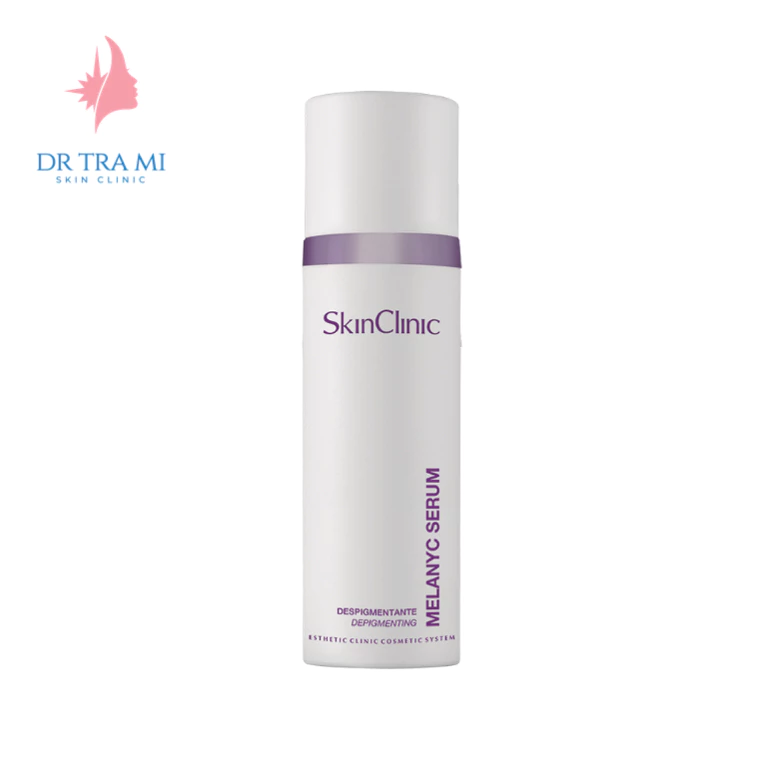 DR TRA MI
SKIN CLINIC
SkinClinic
MELANYC SERUM
DESPIGMENTANTE
DEPIGMENTING
ESTHETIC CLINIC COSMETIC SYSTEM